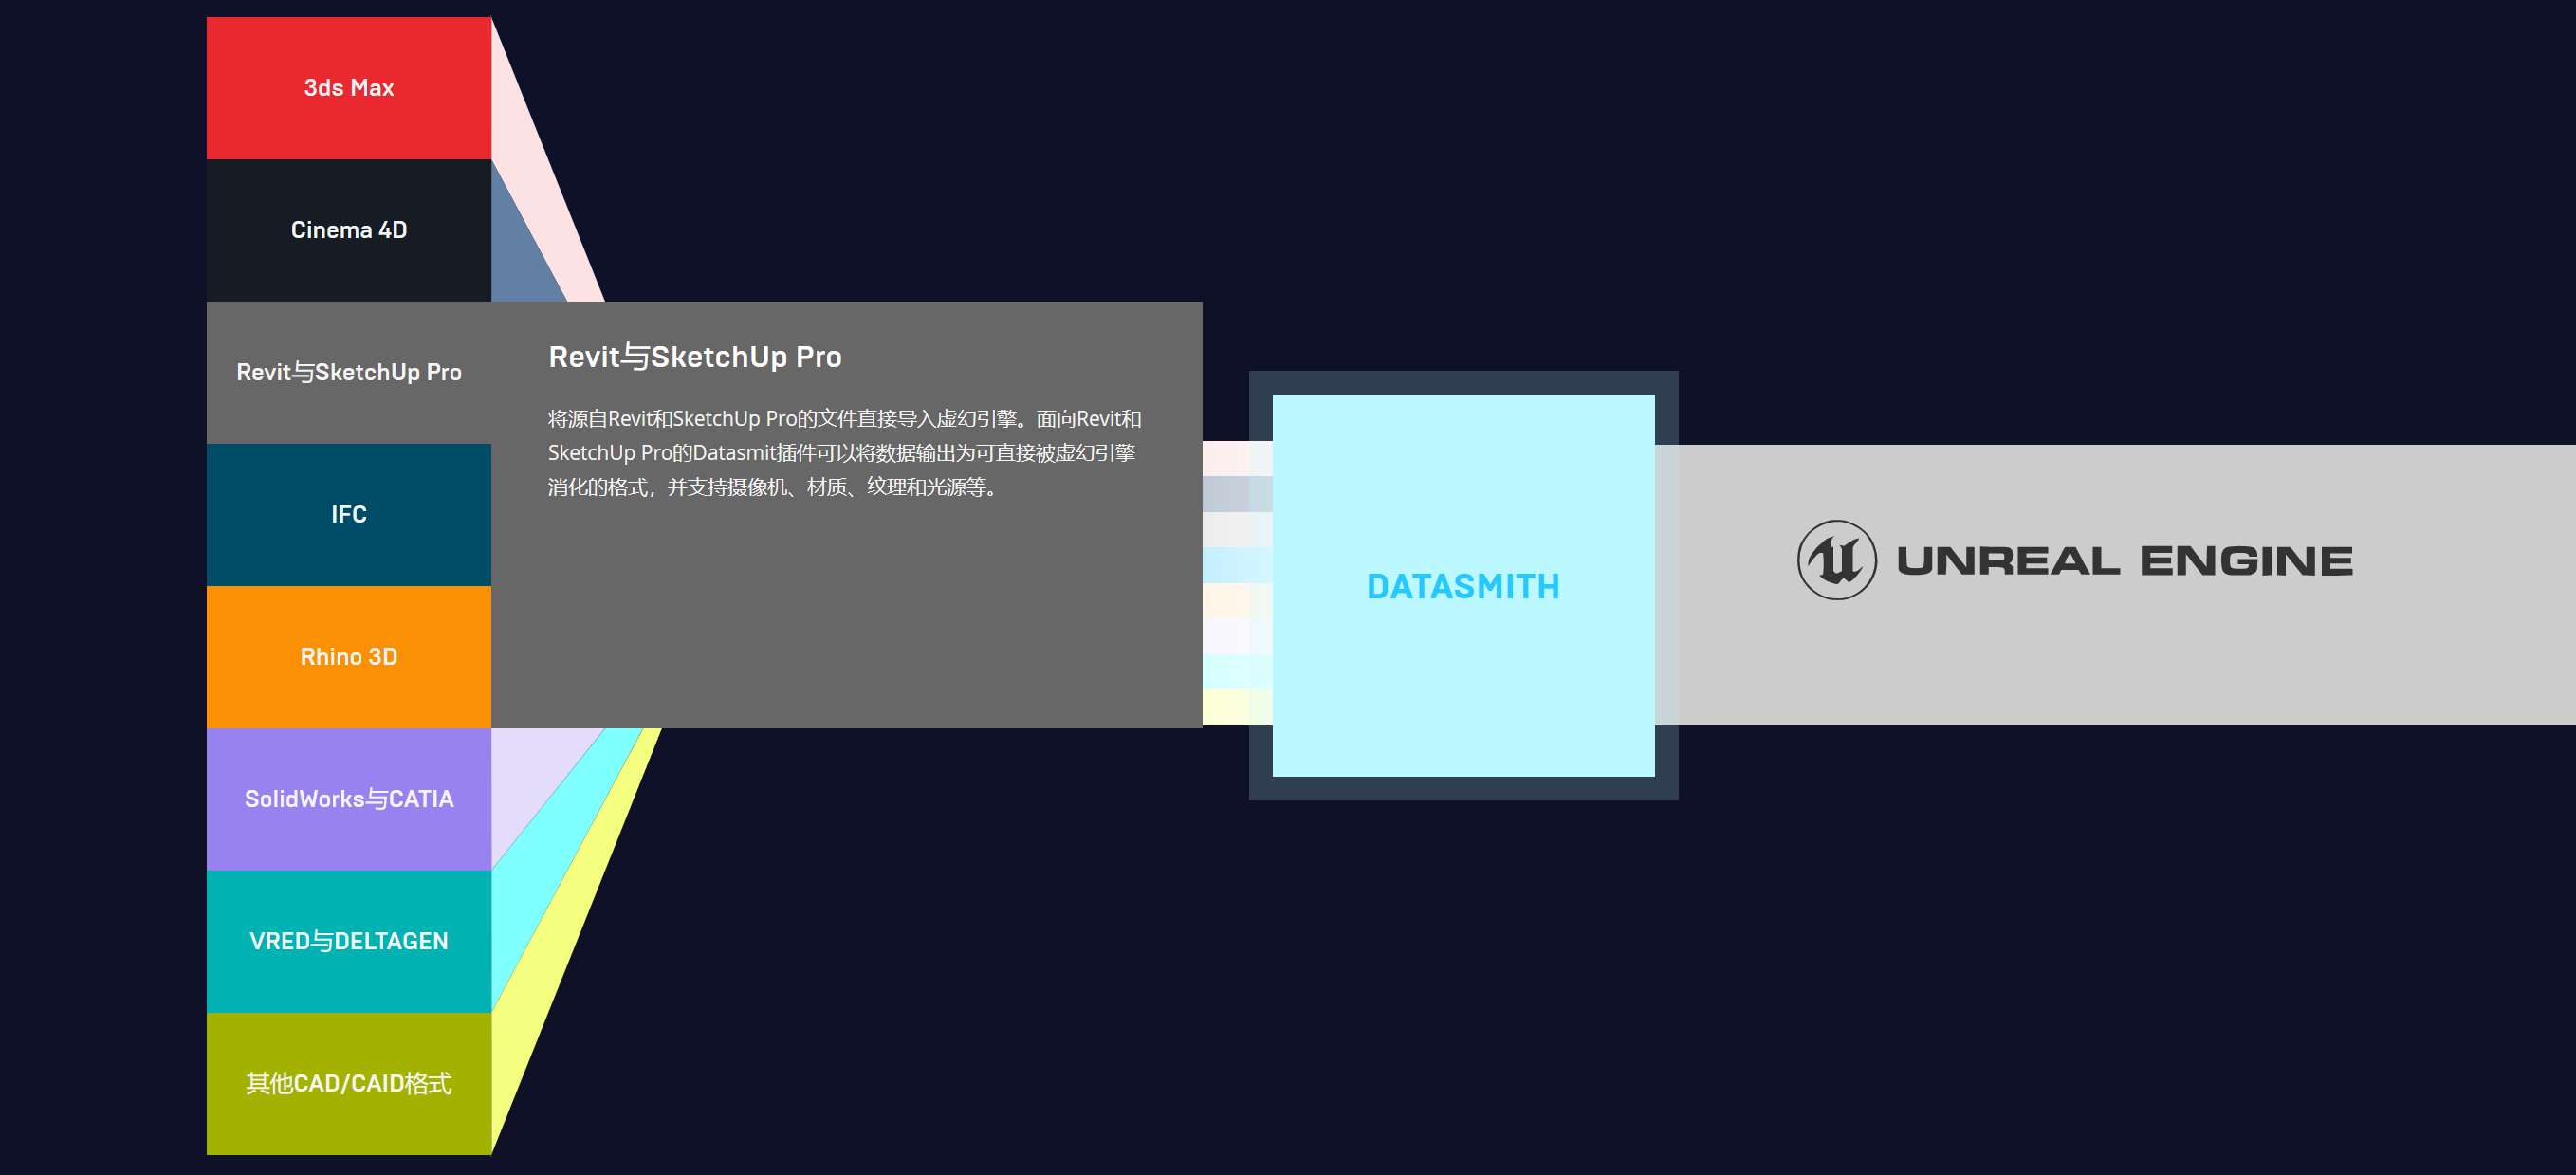 3ds Max
Cinema 4D
Revit与SketchUp Pro
IFC
Rhino 3D
SolidWorks与CATIA
VRED与DELTAGEN
其他CAD/CAID格式
Revit与SketchUp Pro
将源自Revit和SketchUp Pro的文件直接导入虚幻引擎。面向Revit和
SketchUp Pro的Datasmit插件可以将数据输出为可直接被虚幻引擎
消化的格式，并支持摄像机、材质、纹理和光源等。
DATASMITH
UNREAL ENGINE